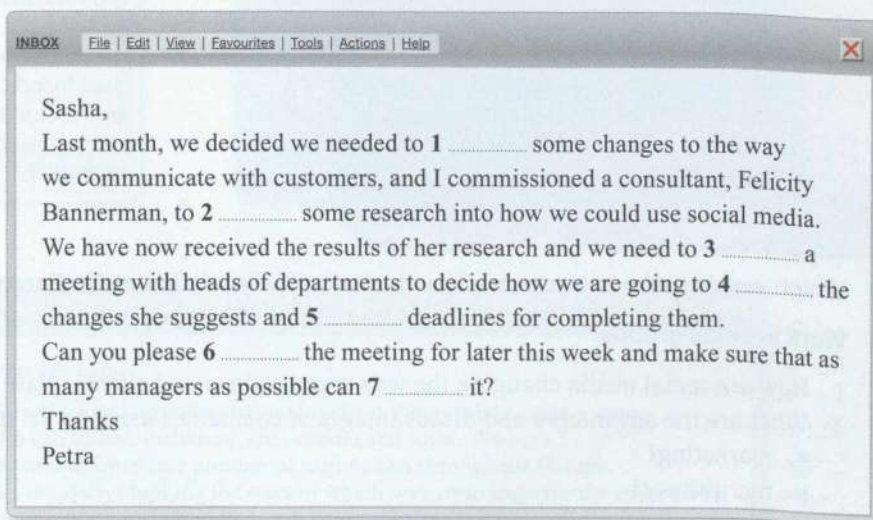 INBOX File | Edit | View | Favourites | Tools | Actions | Help
Sasha,
Last month, we decided we needed to 1 .................... some changes to the way
we communicate with customers, and I commissioned a consultant, Felicity
Bannerman, to 2 .................... some research into how we could use social media.
We have now received the results of her research and we need to 3 .................... a
meeting with heads of departments to decide how we are going to 4 .................... the
changes she suggests and 5 .................... deadlines for completing them.
Can you please 6 .................... the meeting for later this week and make sure that as
many managers as possible can 7 .................... it?
Thanks
Petra